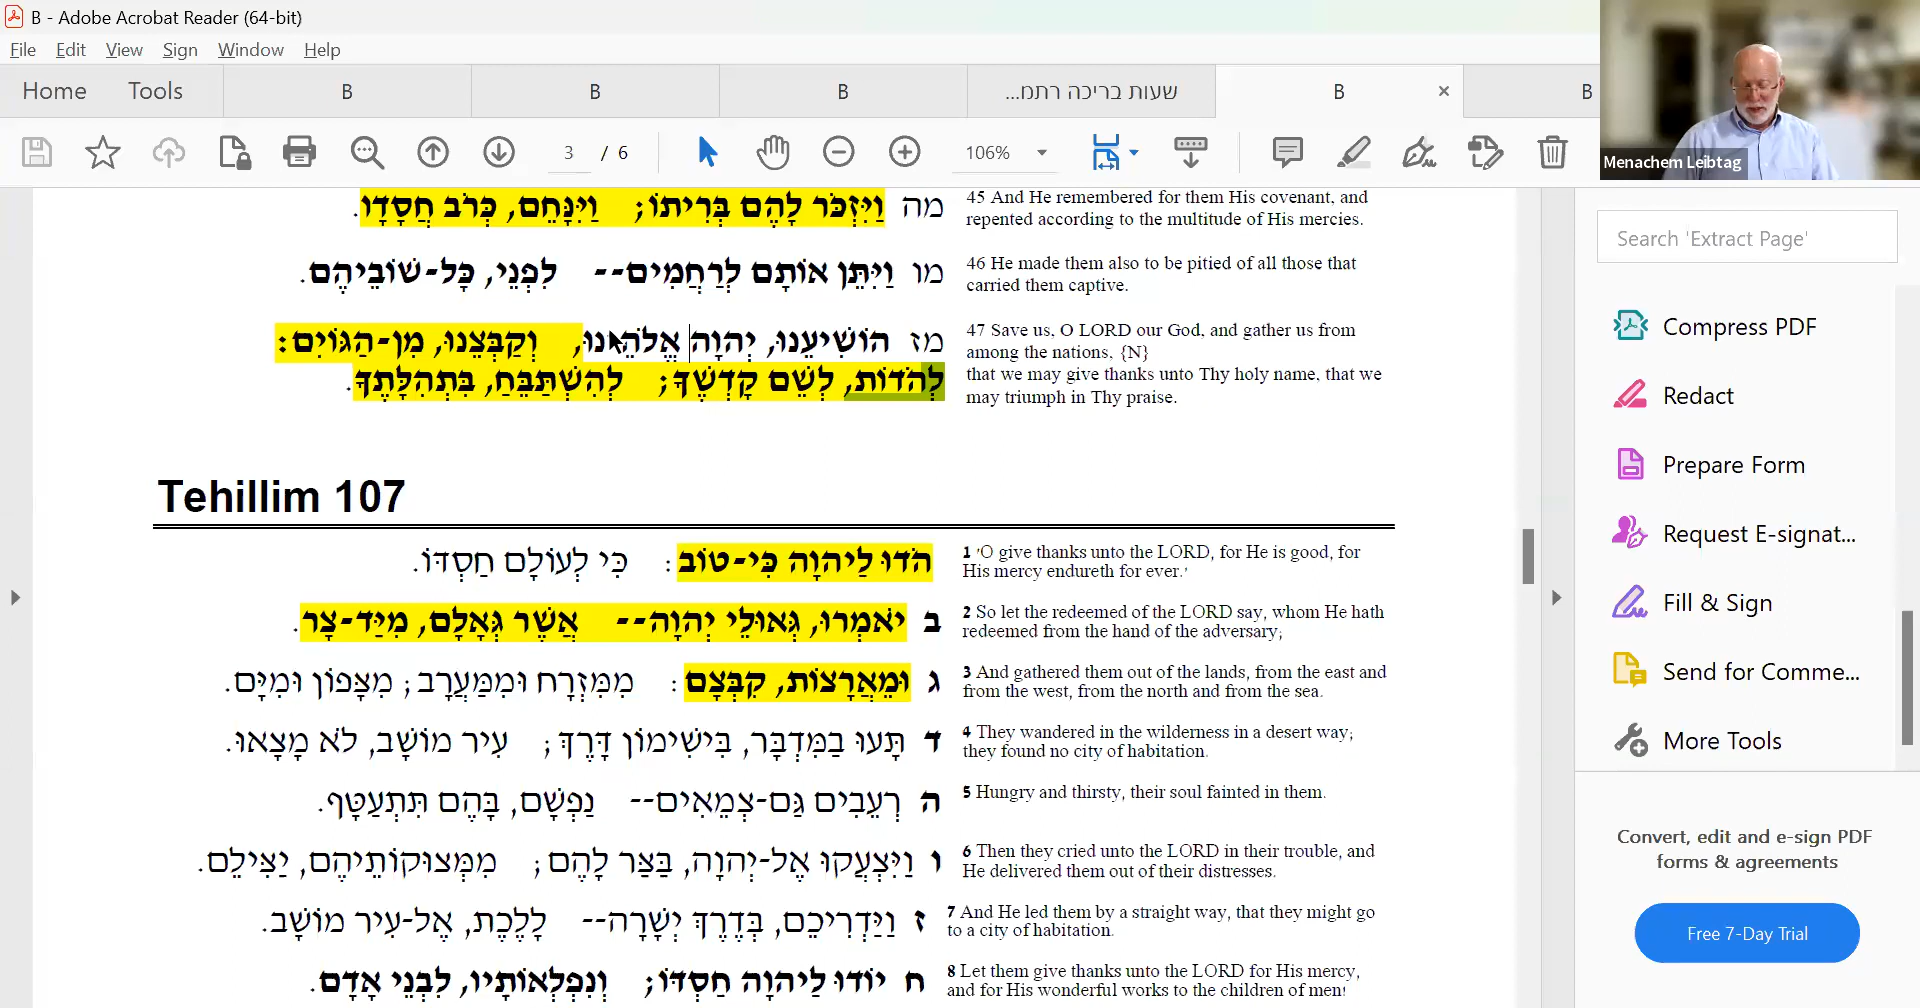 B - Adobe Acrobat Reader (64-bit)
File Edit View Sign Window Help
Home Tools B B B שעות בריכה רתמ... B × B
3 / 6 106%
Menachem Leibtag
מה וַיִּזְכֹּר לָהֶם בְּרִיתוֹ; וַיִּנָּחֵם, כְּרֹב חֲסָדָו.
45 And He remembered for them His covenant, and
repented according to the multitude of His mercies.
מו וַיִּתֵּן אוֹתָם לְרַחֲמִים-- לִפְנֵי, כָּל-שׁוֹבֵיהֶם.
46 He made them also to be pitied of all those that
carried them captive.
מז הוֹשִׁיעֵנוּ, יְהוָה אֱלֹהֵינוּ, וְקַבְּצֵנוּ, מִן-הַגּוֹיִם:
לְהֹדוֹת, לְשֵׁם קָדְשֶׁךָ; לְהִשְׁתַּבֵּחַ, בִּתְהִלָּתֶךָ.
47 Save us, O LORD our God, and gather us from
among the nations, {N}
that we may give thanks unto Thy holy name, that we
may triumph in Thy praise.
Tehillim 107
הֹדוּ לַיהוָה כִּי-טוֹב: כִּי לְעוֹלָם חַסְדּוֹ.
1 'O give thanks unto the LORD, for He is good, for
His mercy endureth for ever.'
ב יֹאמְרוּ, גְּאוּלֵי יְהוָה-- אֲשֶׁר גְּאָלָם, מִיַּד-צָר.
2 So let the redeemed of the LORD say, whom He hath
redeemed from the hand of the adversary;
ג וּמֵאֲרָצוֹת, קִבְּצָם: מִמִּזְרָח וּמִמַּעֲרָב; מִצָּפוֹן וּמִיָּם.
3 And gathered them out of the lands, from the east and
from the west, from the north and from the sea.
ד תָּעוּ בַמִּדְבָּר, בִּישִׁימוֹן דָּרֶךְ; עִיר מוֹשָׁב, לֹא מָצָאוּ.
4 They wandered in the wilderness in a desert way;
they found no city of habitation.
ה רְעֵבִים גַּם-צְמֵאִים-- נַפְשָׁם, בָּהֶם תִּתְעַטָּף.
5 Hungry and thirsty, their soul fainted in them.
ו וַיִּצְעֲקוּ אֶל-יְהוָה, בַּצַּר לָהֶם; מִמְּצוּקוֹתֵיהֶם, יַצִּילֵם.
6 Then they cried unto the LORD in their trouble, and
He delivered them out of their distresses.
ז וַיַּדְרִיכֵם, בְּדֶרֶךְ יְשָׁרָה-- לָלֶכֶת, אֶל-עִיר מוֹשָׁב.
7 And He led them by a straight way, that they might go
to a city of habitation.
ח יוֹדוּ לַיהוָה חַסְדּוֹ; וְנִפְלְאוֹתָיו, לִבְנֵי אָדָם.
8 Let them give thanks unto the LORD for His mercy,
and for His wonderful works to the children of men!
Search 'Extract Page'
Compress PDF
Redact
Prepare Form
Request E-signat...
Fill & Sign
Send for Comme...
More Tools
Convert, edit and e-sign PDF
forms & agreements
Free 7-Day Trial